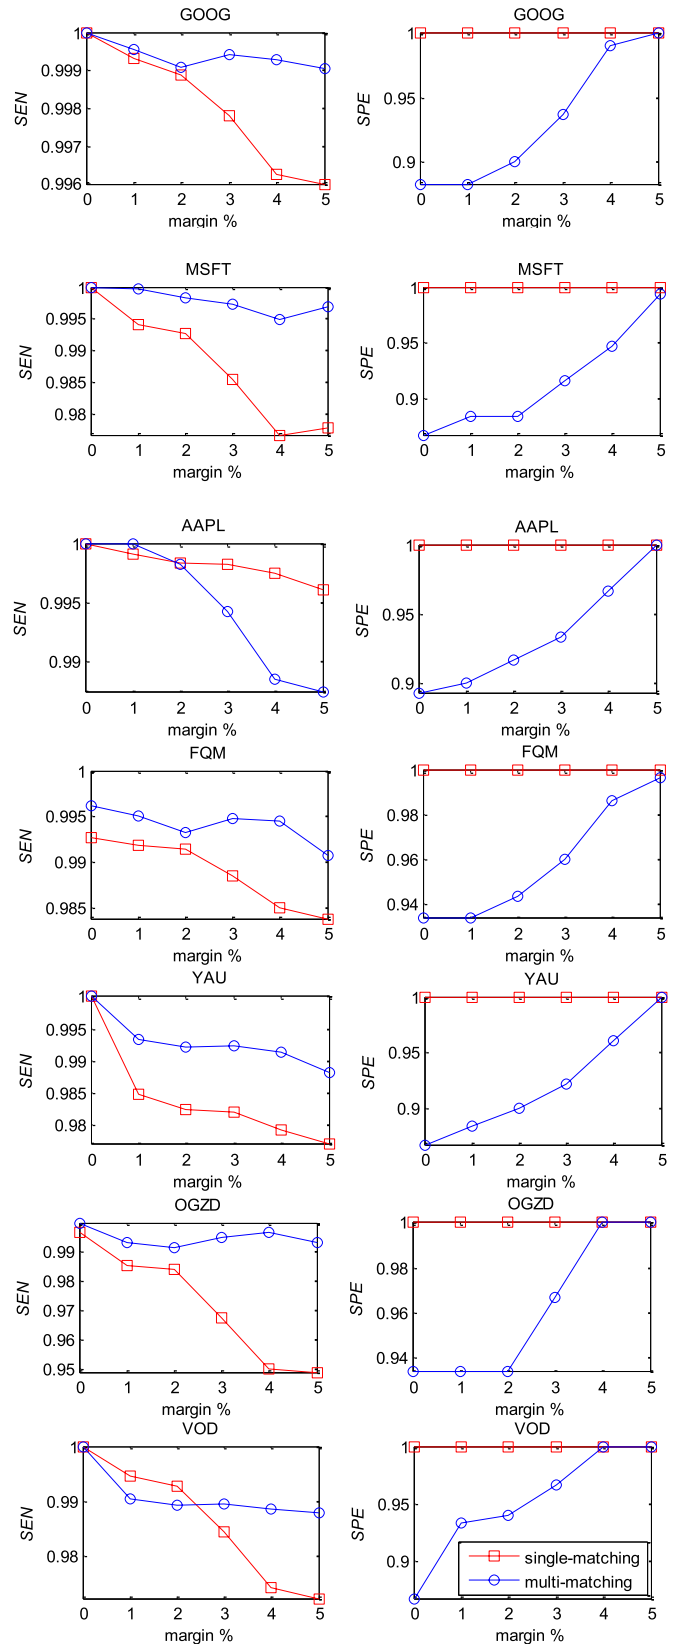 GOOG
1
0.999
0.998
0.997
0.996
SEN
0 1 2 3 4 5
margin %
GOOG
1
0.95
0.9
SPE
0 1 2 3 4 5
margin %
MSFT
1
0.995
0.99
0.985
0.98
SEN
0 1 2 3 4 5
margin %
MSFT
1
0.95
0.9
SPE
0 1 2 3 4 5
margin %
AAPL
1
0.995
0.99
SEN
0 1 2 3 4 5
margin %
AAPL
1
0.95
0.9
SPE
0 1 2 3 4 5
margin %
FQM
1
0.995
0.99
0.985
SEN
0 1 2 3 4 5
margin %
FQM
1
0.98
0.96
0.94
SPE
0 1 2 3 4 5
margin %
YAU
1
0.995
0.99
0.985
0.98
SEN
0 1 2 3 4 5
margin %
YAU
1
0.95
0.9
SPE
0 1 2 3 4 5
margin %
OGZD
0.99
0.98
0.97
0.96
0.95
SEN
0 1 2 3 4 5
margin %
OGZD
1
0.98
0.96
0.94
SPE
0 1 2 3 4 5
margin %
VOD
1
0.99
0.98
SEN
0 1 2 3 4 5
margin %
VOD
1
0.95
0.9
SPE
single-matching
multi-matching
0 1 2 3 4 5
margin %